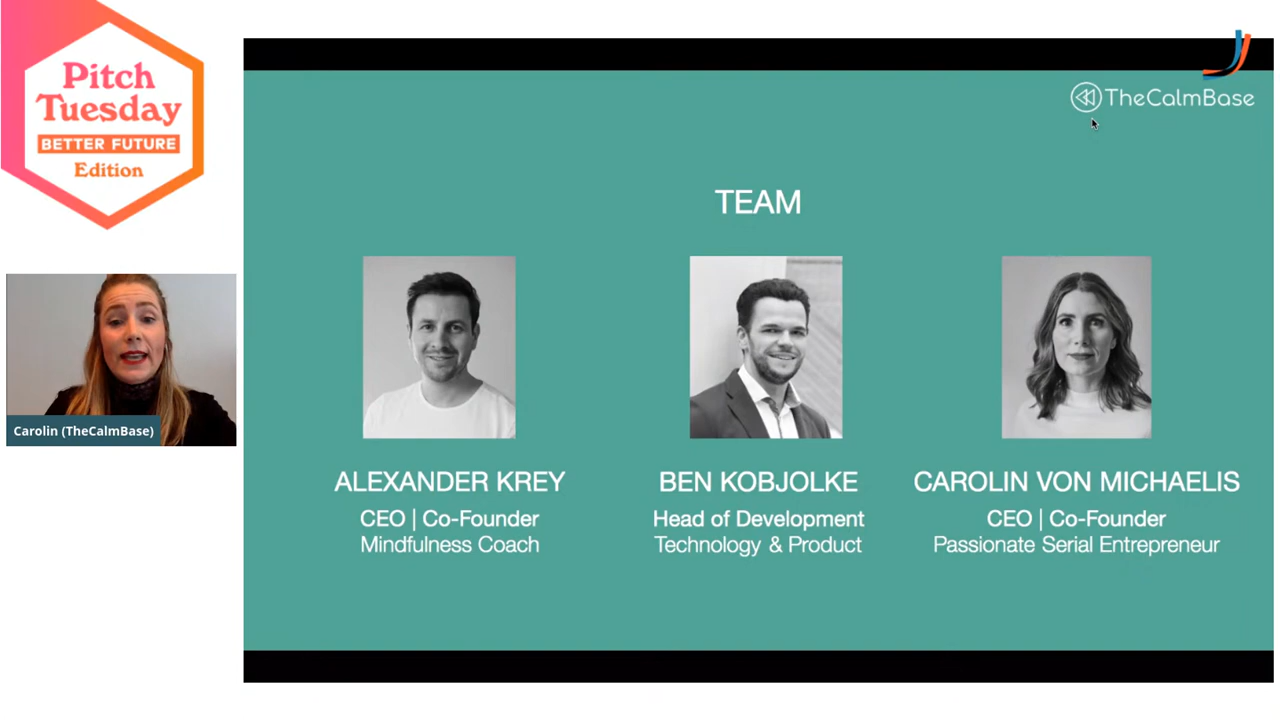 Pitch
Tuesday
BETTER FUTURE
Edition
TheCalmBase
TEAM
Carolin (TheCalmBase)
ALEXANDER KREY
CEO | Co-Founder
Mindfulness Coach
BEN KOBJOLKE
Head of Development
Technology & Product
CAROLIN VON MICHAELIS
CEO | Co-Founder
Passionate Serial Entrepreneur